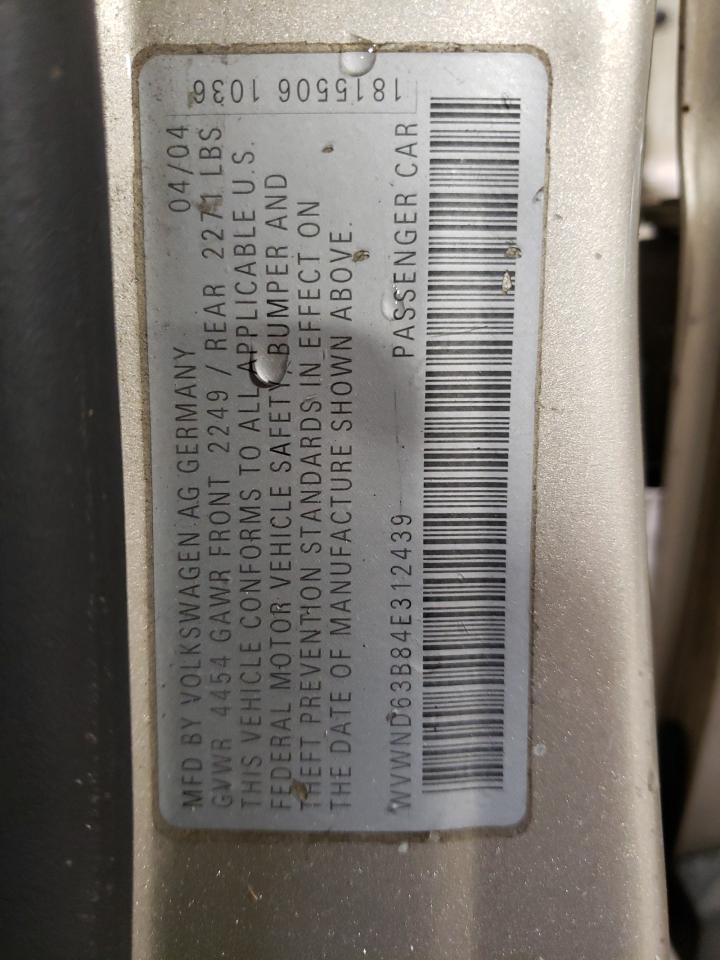 MFD BY VOLKSWAGEN AG GERMANY 04/04
GVWR 4454 GAWR FRONT 2249 / REAR 2271 LBS
THIS VEHICLE CONFORMS TO ALL APPLICABLE U.S.
FEDERAL MOTOR VEHICLE SAFETY BUMPER AND
THEFT PREVENTION STANDARDS IN EFFECT ON
THE DATE OF MANUFACTURE SHOWN ABOVE.
WVWND63B84E312439 PASSENGER CAR
1815506 1036